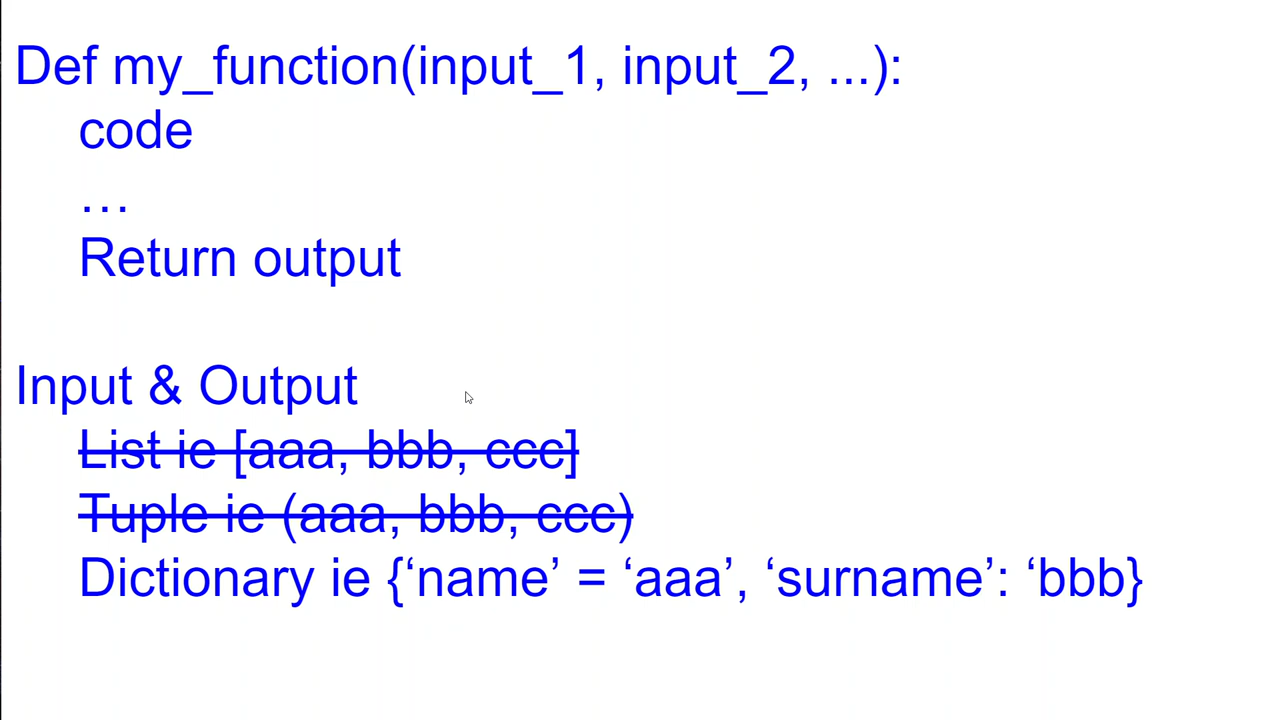 Def my_function(input_1, input_2, ...):
code
…
Return output
Input & Output
List ie [aaa, bbb, ccc]
Tuple ie (aaa, bbb, ccc)
Dictionary ie {‘name’ = ‘aaa’, ‘surname’: ‘bbb}